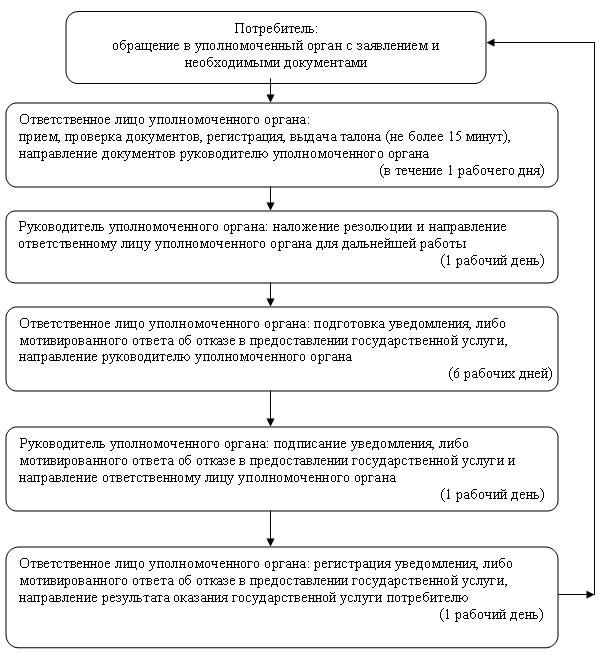 Потребитель:
обращение в уполномоченный орган с заявлением и
необходимыми документами
Ответственное лицо уполномоченного органа:
прием, проверка документов, регистрация, выдача талона (не более 15 минут),
направление документов руководителю уполномоченного органа
(в течение 1 рабочего дня)
Руководитель уполномоченного органа: наложение резолюции и направление
ответственному лицу уполномоченного органа для дальнейшей работы
(1 рабочий день)
Ответственное лицо уполномоченного органа: подготовка уведомления, либо
мотивированного ответа об отказе в предоставлении государственной услуги,
направление руководителю уполномоченного органа
(6 рабочих дней)
Руководитель уполномоченного органа: подписание уведомления, либо
мотивированного ответа об отказе в предоставлении государственной услуги и
направление ответственному лицу уполномоченного органа
(1 рабочий день)
Ответственное лицо уполномоченного органа: регистрация уведомления, либо
мотивированного ответа об отказе в предоставлении государственной услуги,
направление результата оказания государственной услуги потребителю
(1 рабочий день)